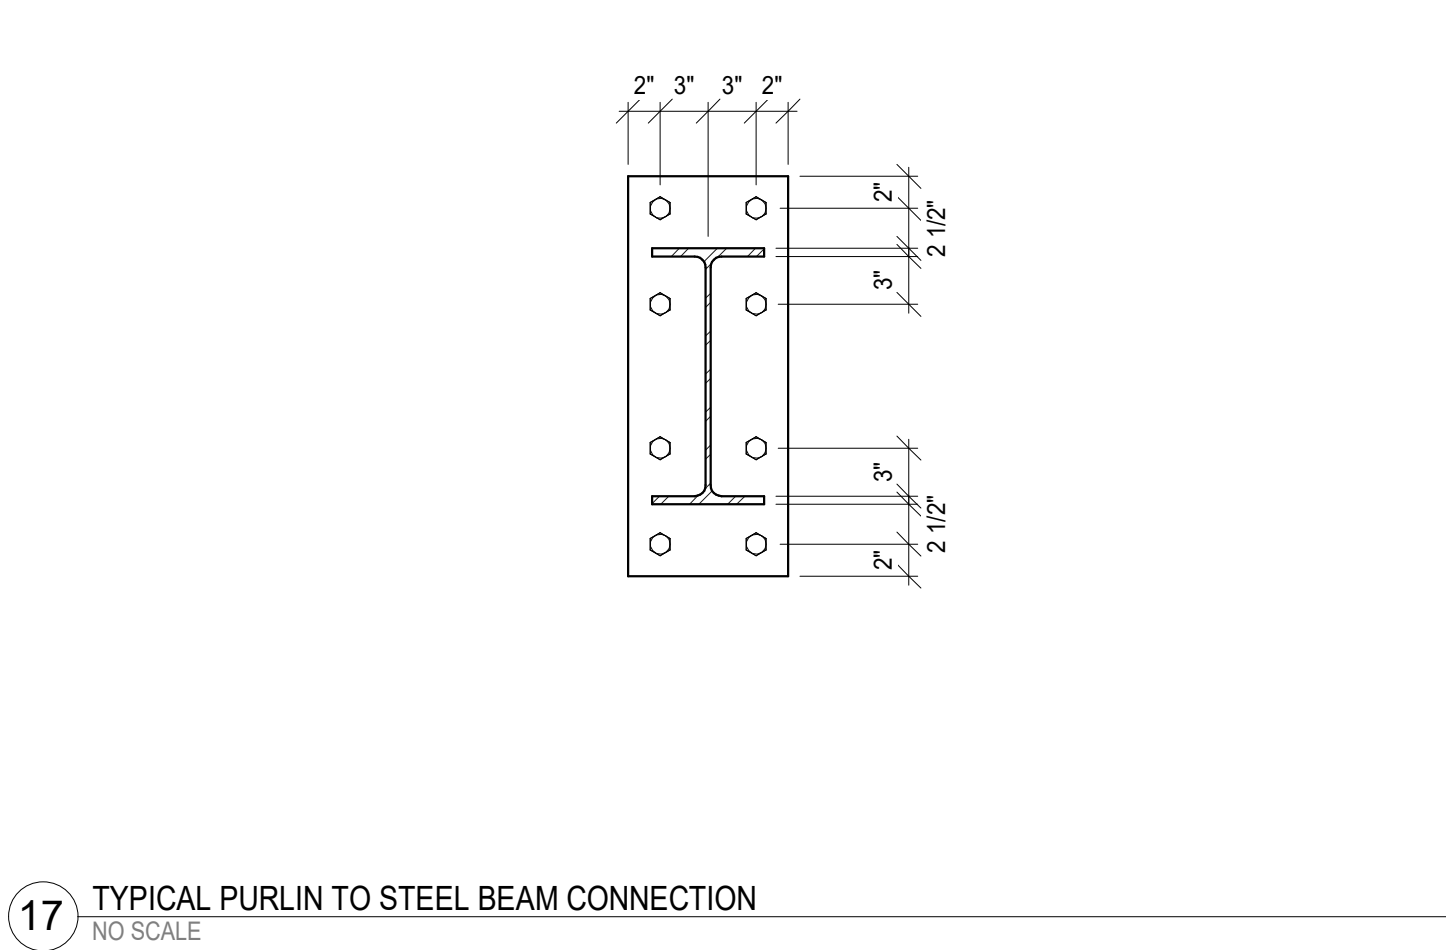 2" 3" 3" 2"
2"
2 1/2"
3"
3"
2 1/2"
2"
17 TYPICAL PURLIN TO STEEL BEAM CONNECTION
NO SCALE